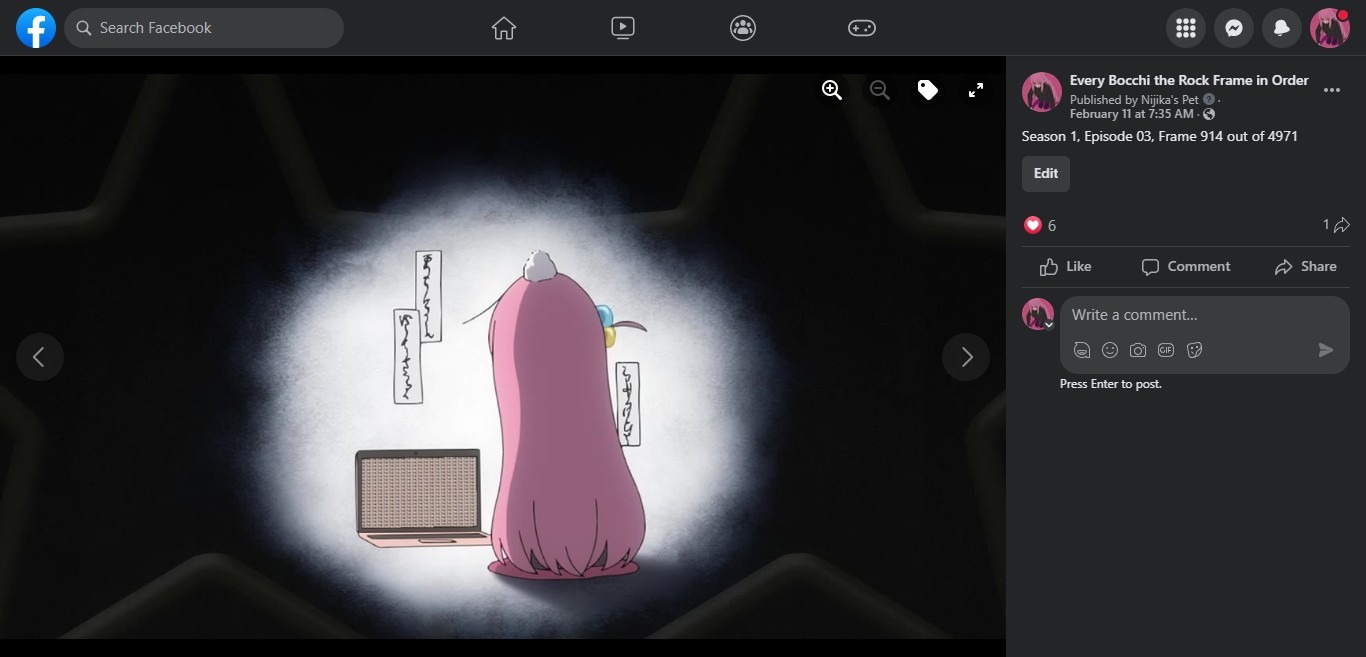 Search Facebook
Every Bocchi the Rock Frame in Order
Published by Nijika's Pet ·
February 11 at 7:35 AM ·
Season 1, Episode 03, Frame 914 out of 4971
Edit
6
1
Like
Comment
Share
Write a comment...
GIF
Press Enter to post.